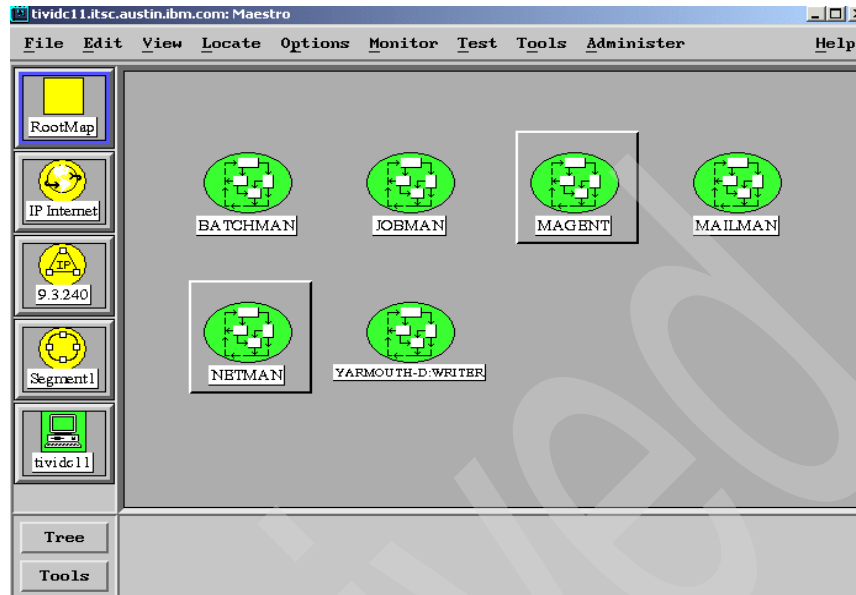 tividc11.itsc.austin.ibm.com: Maestro
File Edit View Locate Options Monitor Test Tools Administer Help
RootMap
IP Internet
IP
9.3.240
Segment1
tividc11
BATCHMAN JOBMAN MAGENT MAILMAN
NETMAN YARMOUTH-D:WRITER
Tree
Tools